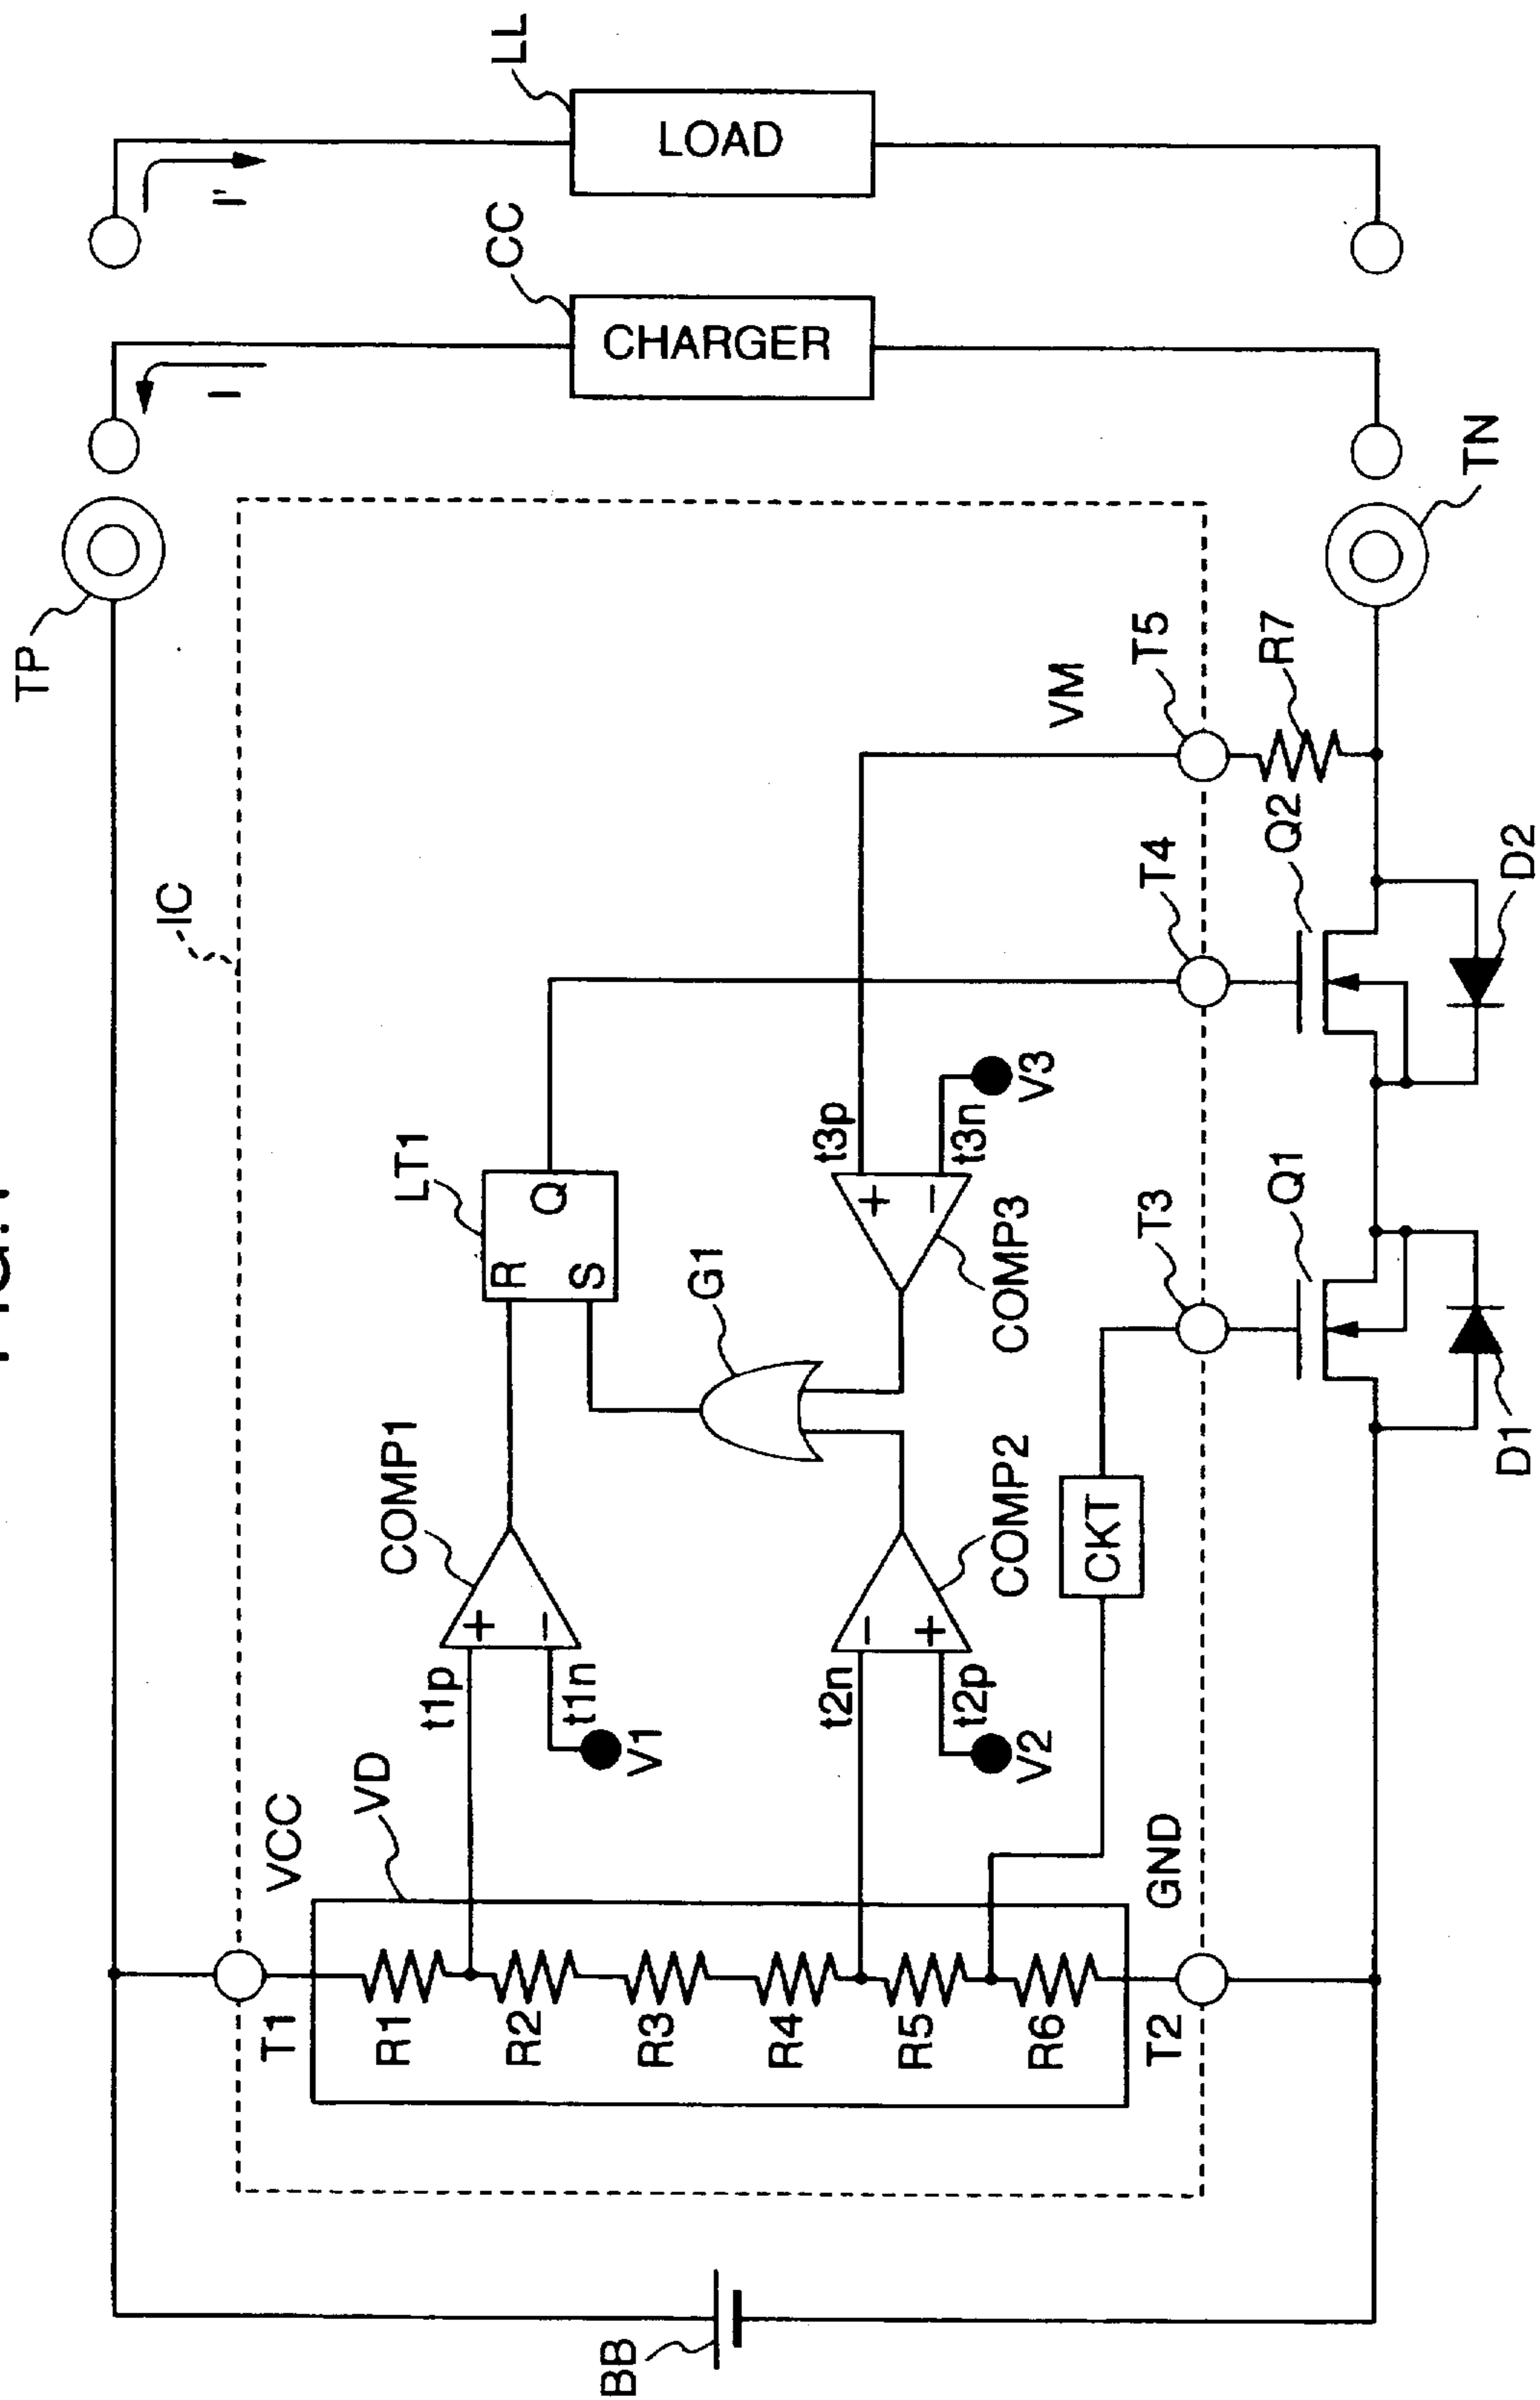 TP
IC
BB
T1
VCC
VD
R1
R2
R3
R4
R5
R6
T2
GND
t1p
t1n
V1
COMP1
+
−
LT1
R
S
Q
G1
t2n
t2p
V2
COMP2
−
+
t3p
t3n
V3
COMP3
+
−
CKT
T3
T4
T5
VM
R7
Q1
Q2
D1
D2
TN
I
CHARGER
CC
I'
LOAD
LL